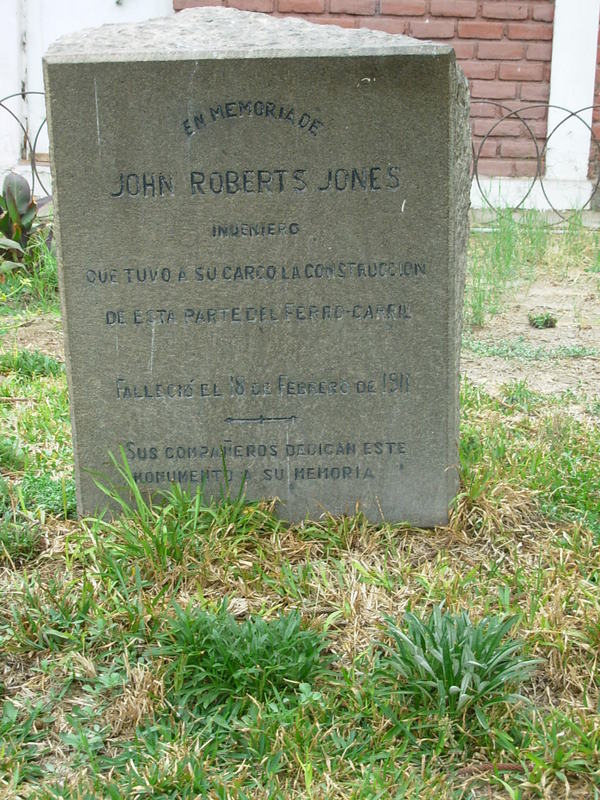 EN MEMORIA DE
JOHN ROBERTS JONES
INGENIERO
QUE TUVO A SU CARGO LA CONSTRUCCION
DE ESTA PARTE DEL FERRO-CARRIL
FALLECIÓ EL 18 DE FEBRERO DE 1911
SUS COMPAÑEROS DEDICAN ESTE
MONUMENTO A SU MEMORIA